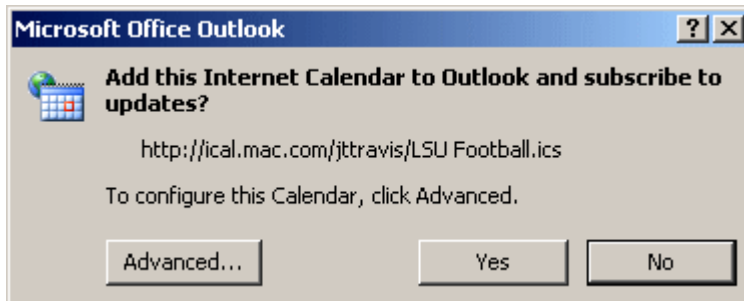 Microsoft Office Outlook
Add this Internet Calendar to Outlook and subscribe to
updates?
http://ical.mac.com/jttravis/LSU Football.ics
To configure this Calendar, click Advanced.
Advanced... Yes No